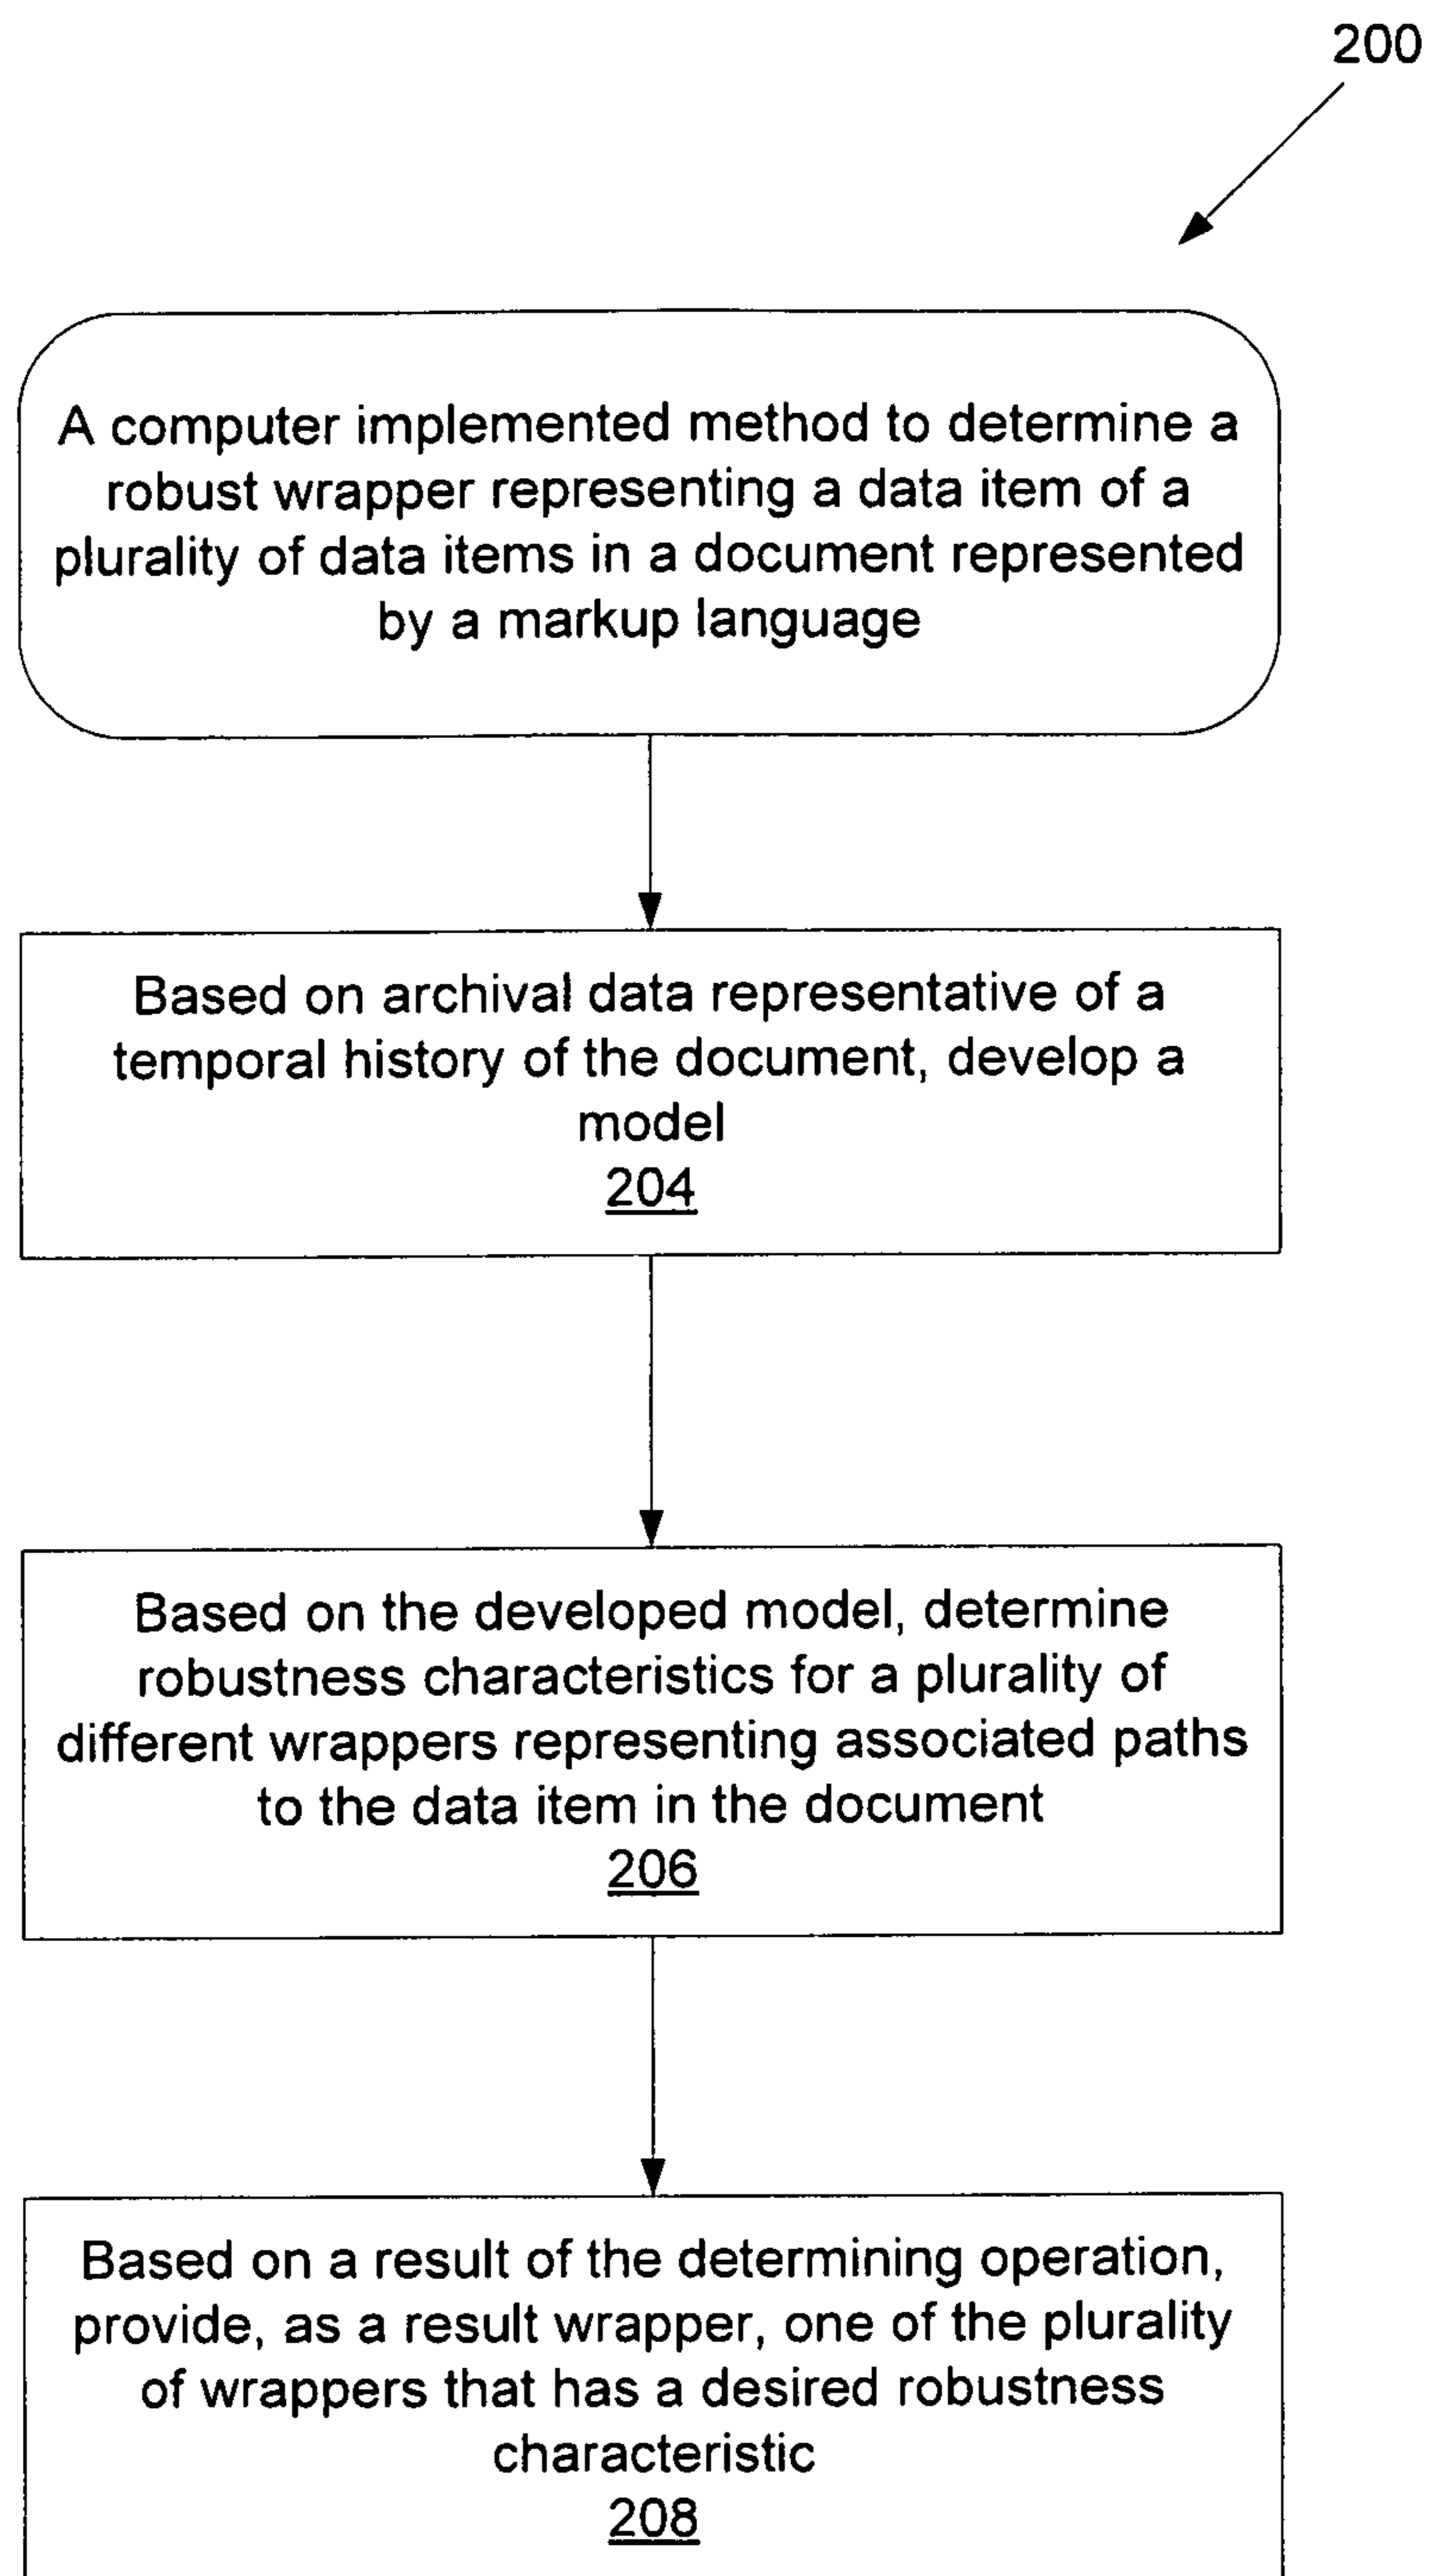 200
A computer implemented method to determine a
robust wrapper representing a data item of a
plurality of data items in a document represented
by a markup language
Based on archival data representative of a
temporal history of the document, develop a
model
204
Based on the developed model, determine
robustness characteristics for a plurality of
different wrappers representing associated paths
to the data item in the document
206
Based on a result of the determining operation,
provide, as a result wrapper, one of the plurality
of wrappers that has a desired robustness
characteristic
208